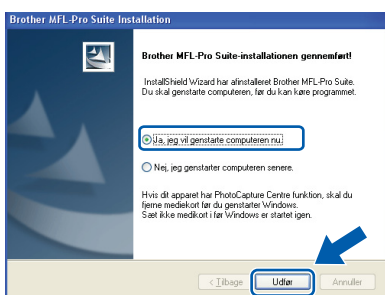 Brother MFL-Pro Suite Installation
Brother MFL-Pro Suite-installationen gennemført!
InstallShield Wizard har afinstalleret Brother MFL-Pro Suite.
Du skal genstarte computeren, før du kan køre programmet.
Ja, jeg vil genstarte computeren nu.
Nej, jeg genstarter computeren senere.
Hvis dit apparat har PhotoCapture Centre funktion, skal du
fjerne mediekort før du genstarter Windows.
Sæt ikke medikort i før Windows er startet igen.
< Tilbage
Udfør
Annuller